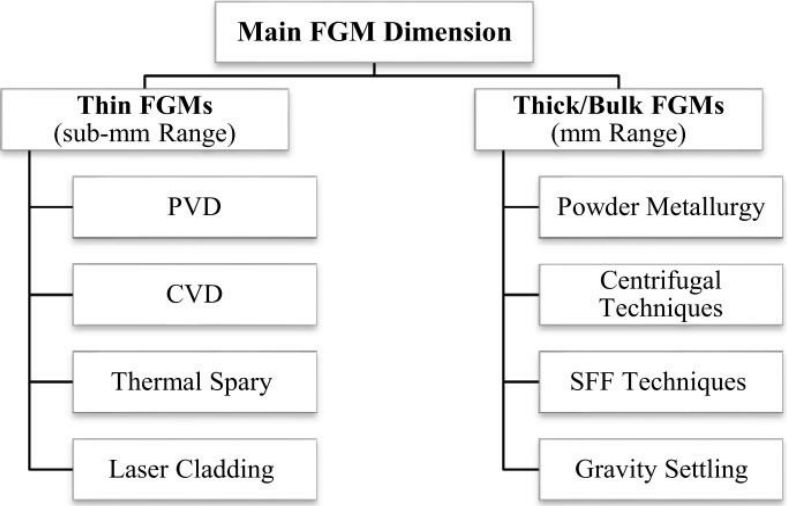 Main FGM Dimension
Thin FGMs
(sub-mm Range)
PVD
CVD
Thermal Spary
Laser Cladding
Thick/Bulk FGMs
(mm Range)
Powder Metallurgy
Centrifugal
Techniques
SFF Techniques
Gravity Settling